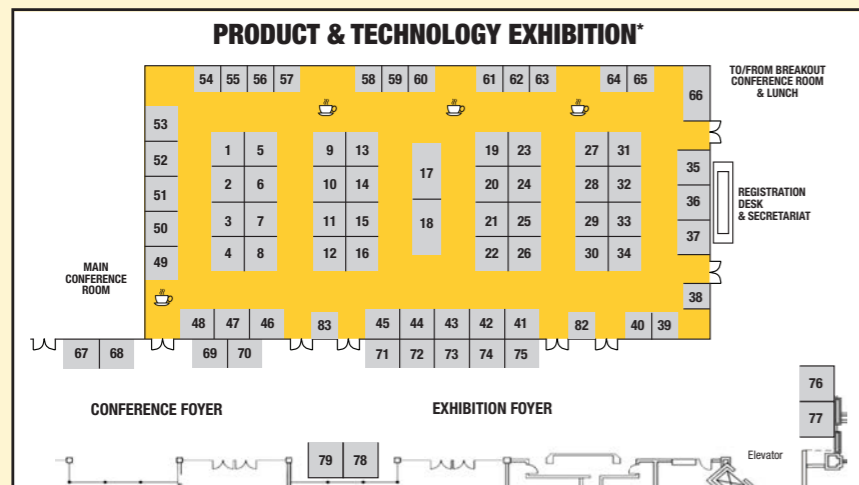 PRODUCT & TECHNOLOGY EXHIBITION*
54 55 56 57 58 59 60 61 62 63 64 65
TO/FROM BREAKOUT
CONFERENCE ROOM
& LUNCH
66
53
1 5 9 13 19 23 27 31
52
17
35
2 6 10 14 20 24 28 32
51
36
REGISTRATION
DESK
& SECRETARIAT
3 7 11 15 18 21 25 29 33
50
37
4 8 12 16 22 26 30 34
49
MAIN
CONFERENCE
ROOM
38
48 47 46 83 45 44 43 42 41 82 40 39
67 68 69 70 71 72 73 74 75
76
77
CONFERENCE FOYER
EXHIBITION FOYER
79 78
Elevator